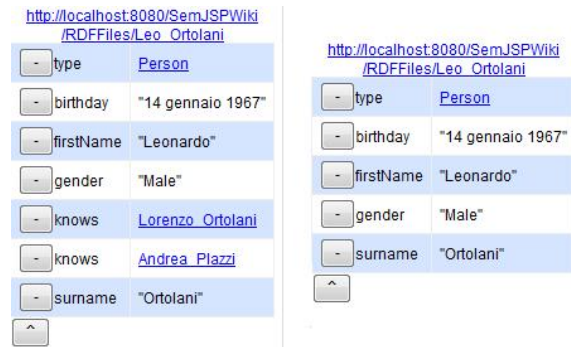 http://localhost:8080/SemJSPWiki
/RDFFiles/Leo_Ortolani
- type Person
- birthday "14 gennaio 1967"
- firstName "Leonardo"
- gender "Male"
- knows Lorenzo_Ortolani
- knows Andrea_Plazzi
- surname "Ortolani"
^
http://localhost:8080/SemJSPWiki
/RDFFiles/Leo_Ortolani
- type Person
- birthday "14 gennaio 1967"
- firstName "Leonardo"
- gender "Male"
- surname "Ortolani"
^